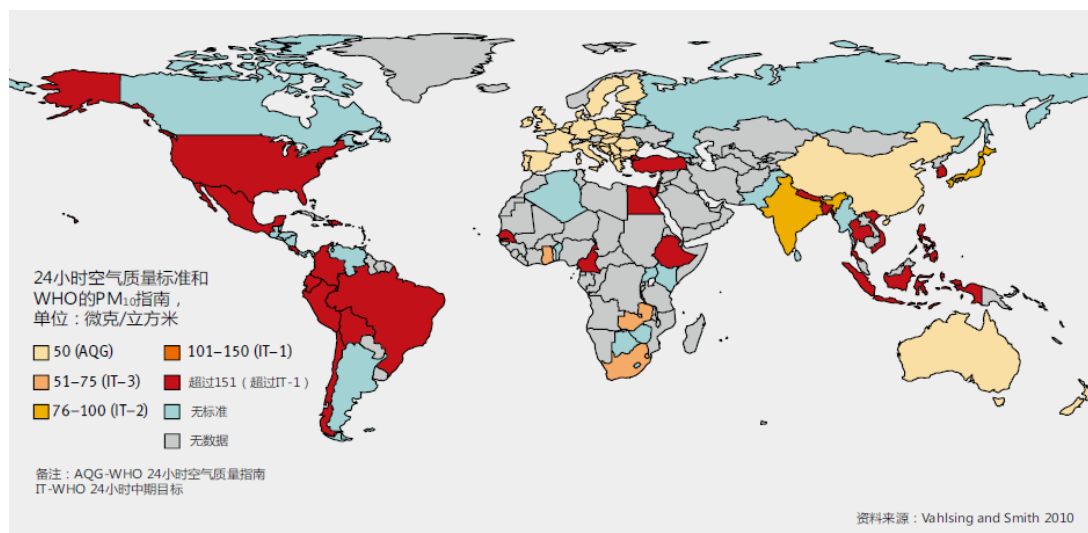 24小时空气质量标准和
WHO的PM₁₀指南，
单位：微克/立方米
50 (AQG)
101–150 (IT–1)
51–75 (IT–3)
超过151（超过IT-1）
76–100 (IT–2)
无标准
无数据
备注：AQG-WHO 24小时空气质量指南
IT-WHO 24小时中期目标
资料来源：Vahlsing and Smith 2010